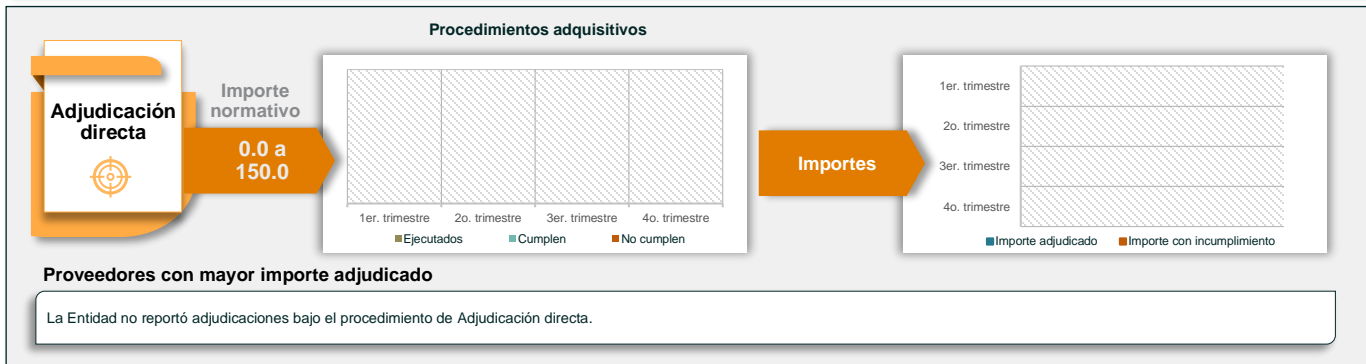 Procedimientos adquisitivos
Adjudicación
directa
Importe
normativo
0.0 a
150.0
1er. trimestre 2o. trimestre 3er. trimestre 4o. trimestre
Ejecutados Cumplen No cumplen
Importes
1er. trimestre
2o. trimestre
3er. trimestre
4o. trimestre
Importe adjudicado Importe con incumplimiento
Proveedores con mayor importe adjudicado
La Entidad no reportó adjudicaciones bajo el procedimiento de Adjudicación directa.